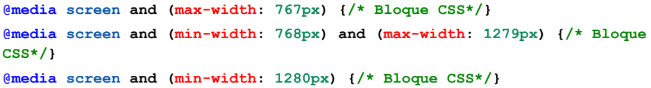 @media screen and (max-width: 767px) {/* Bloque CSS*/}
@media screen and (min-width: 768px) and (max-width: 1279px) {/* Bloque
CSS*/}
@media screen and (min-width: 1280px) {/* Bloque CSS*/}